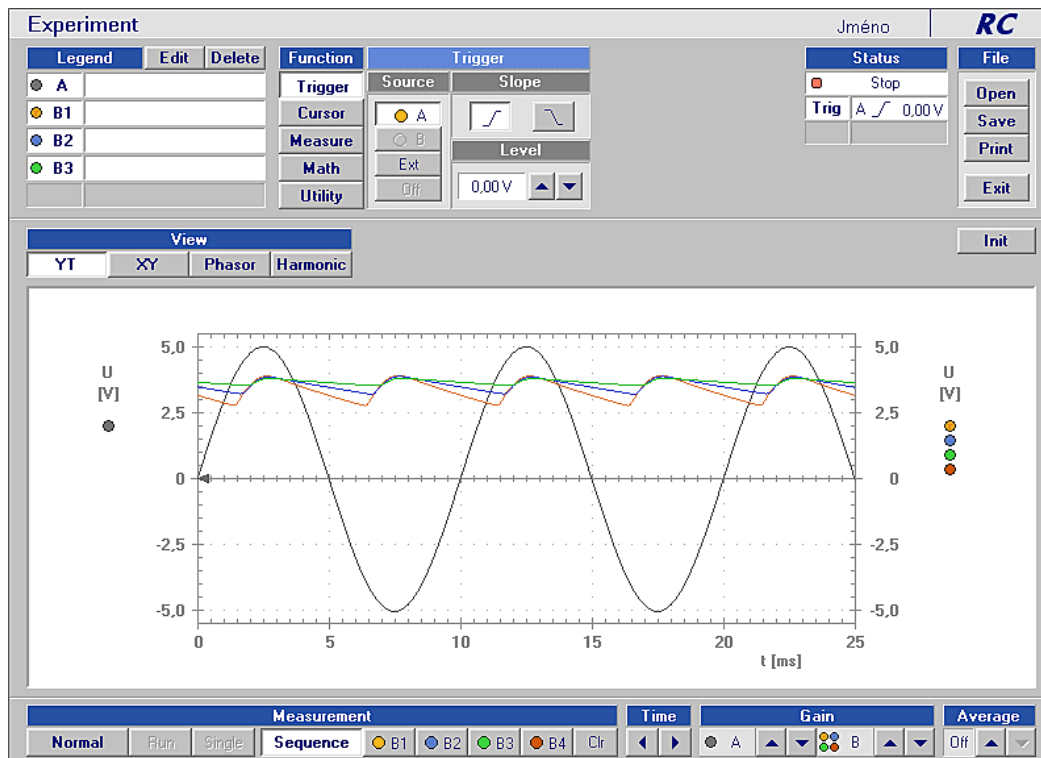 Experiment Jméno RC
Legend Edit Delete Function Trigger Status File
A Trigger Source Slope Stop Open
B1 Cursor A Trig A 0,00 V Save
B2 Measure B Level Print
B3 Math Ext 0,00 V
Utility Off Exit
View Init
YT XY Phasor Harmonic
5,0 5,0
U U
[V] [V]
2,5 2,5
0 0
-2,5 -2,5
-5,0 -5,0
0 5 10 15 20 25
t [ms]
Measurement Time Gain Average
Normal Run Single Sequence B1 B2 B3 B4 Clr A B Off